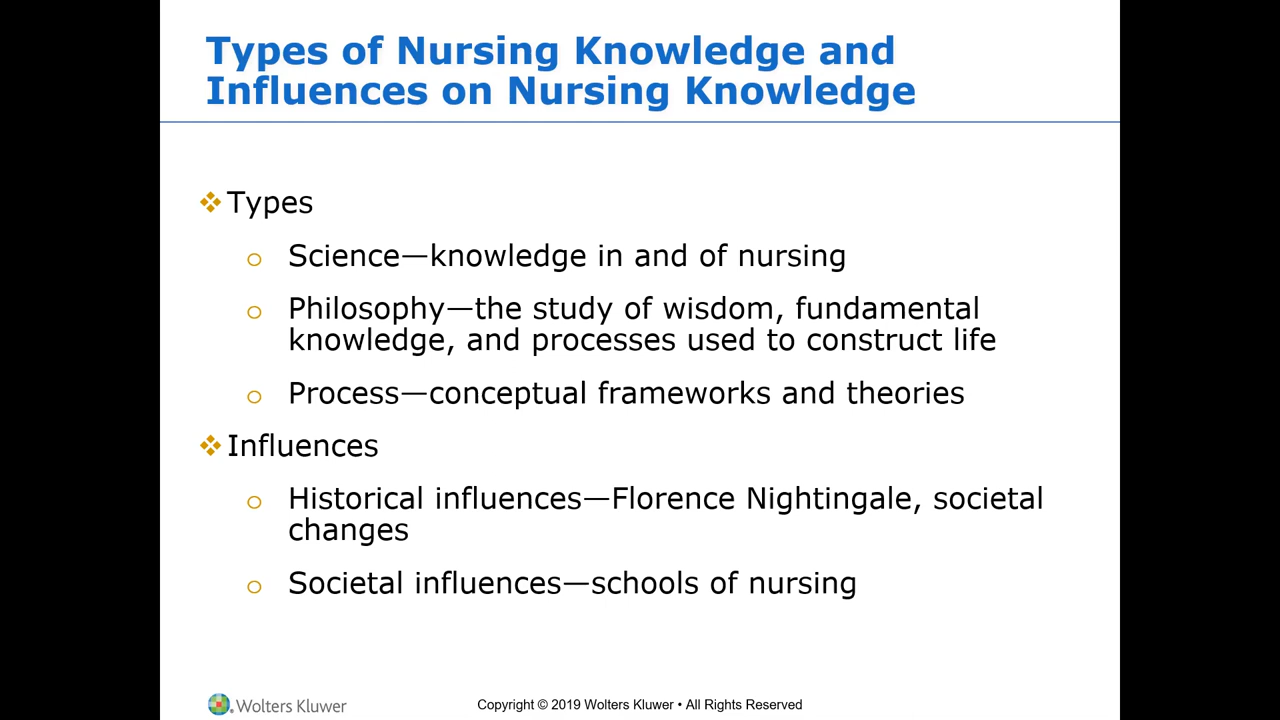 Types of Nursing Knowledge and
Influences on Nursing Knowledge
❖Types
o Science—knowledge in and of nursing
o Philosophy—the study of wisdom, fundamental
knowledge, and processes used to construct life
o Process—conceptual frameworks and theories
❖Influences
o Historical influences—Florence Nightingale, societal
changes
o Societal influences—schools of nursing
Wolters Kluwer
Copyright © 2019 Wolters Kluwer • All Rights Reserved